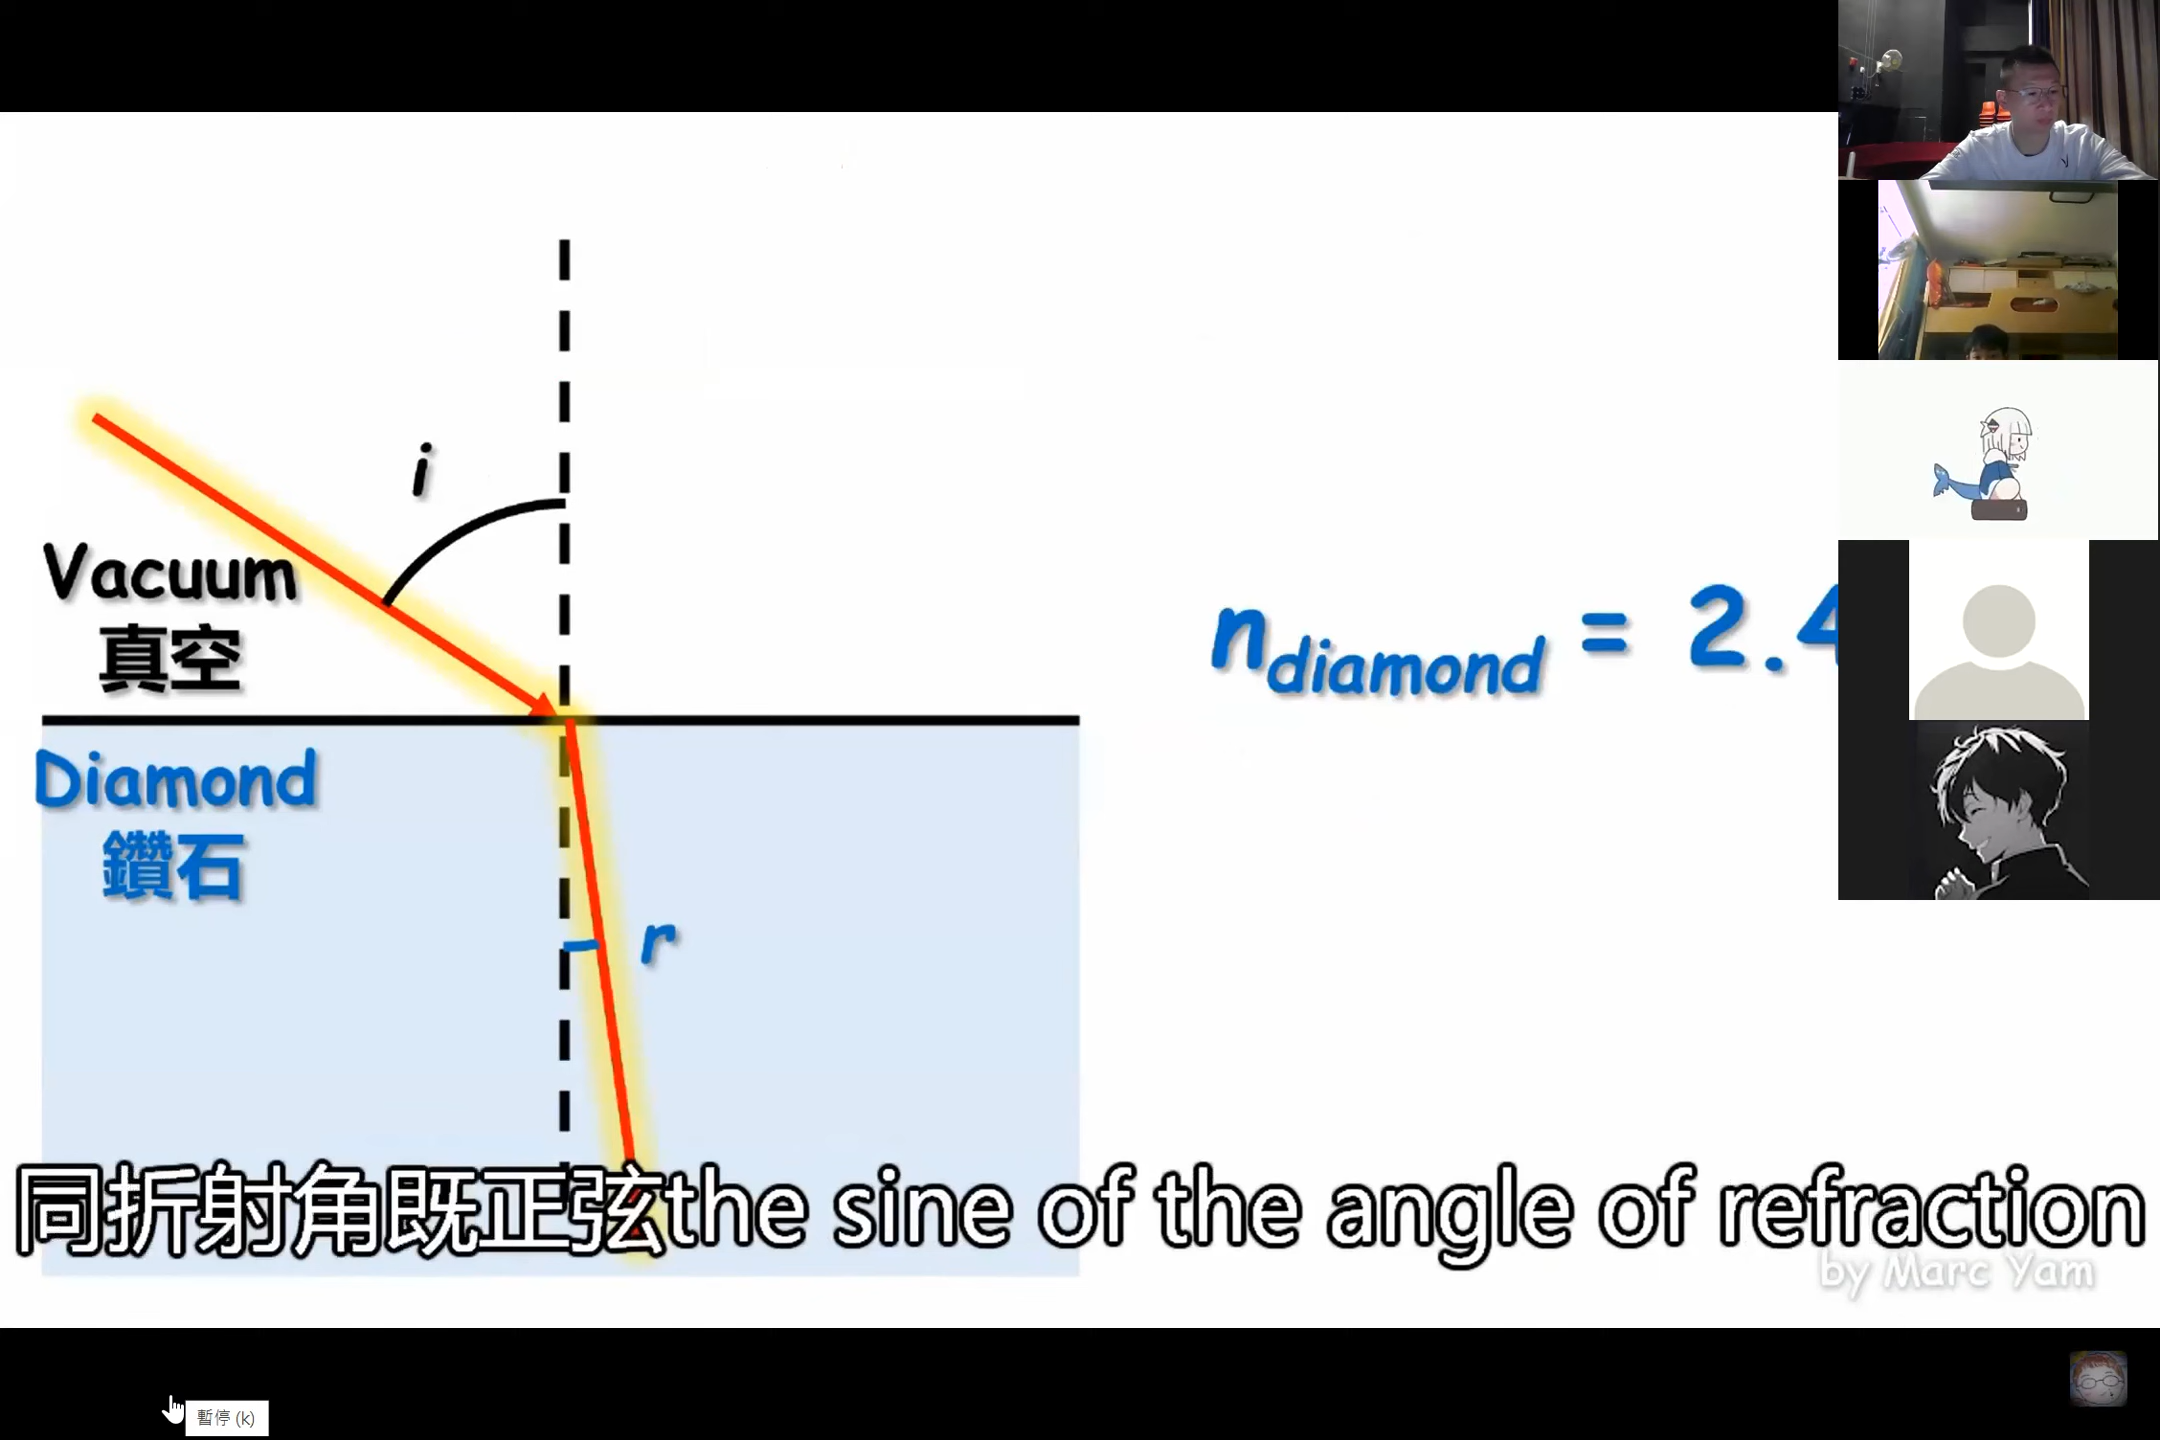 i
Vacuum
真空
n diamond = 2.4
Diamond
鑽石
r
同折射角既正弦the sine of the angle of refraction
by Marc Yam
暫停 (k)